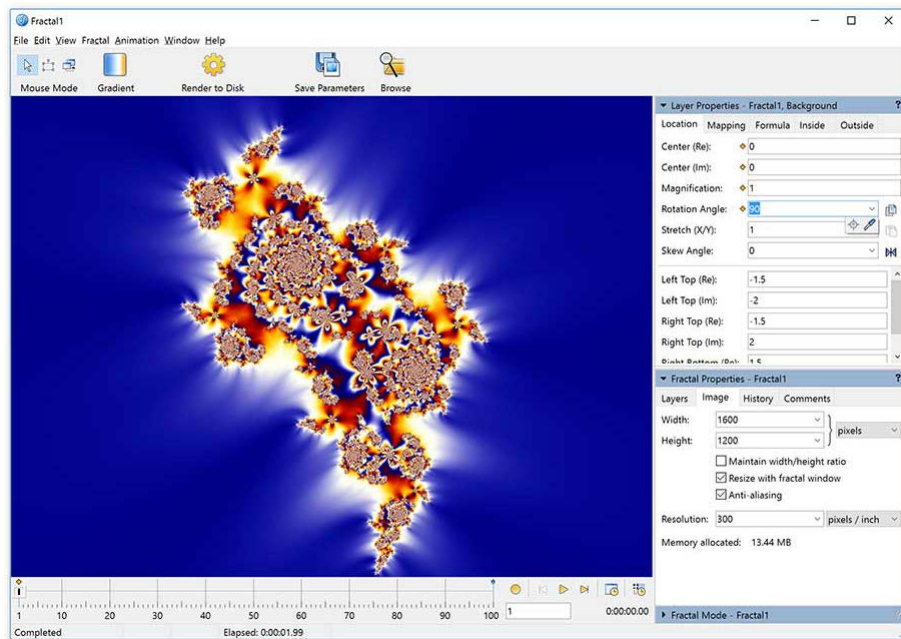 Fractal1
File Edit View Fractal Animation Window Help
Mouse Mode Gradient Render to Disk Save Parameters Browse
Layer Properties - Fractal1, Background ?
Location Mapping Formula Inside Outside
Center (Re): 0
Center (Im): 0
Magnification: 1
Rotation Angle: 90
Stretch (X/Y): 1
Skew Angle: 0
Left Top (Re): -1.5
Left Top (Im): -2
Right Top (Re): -1.5
Right Top (Im): 2
Right Bottom (Re): 1.5
Fractal Properties - Fractal1 ?
Layers Image History Comments
Width: 1600
pixels
Height: 1200
Maintain width/height ratio
Resize with fractal window
Anti-aliasing
Resolution: 300 pixels / inch
Memory allocated: 13.44 MB
Fractal Mode - Fractal1
1 10 20 30 40 50 60 70 80 90 100
1 0:00:00.00
Completed Elapsed: 0:00:01.99